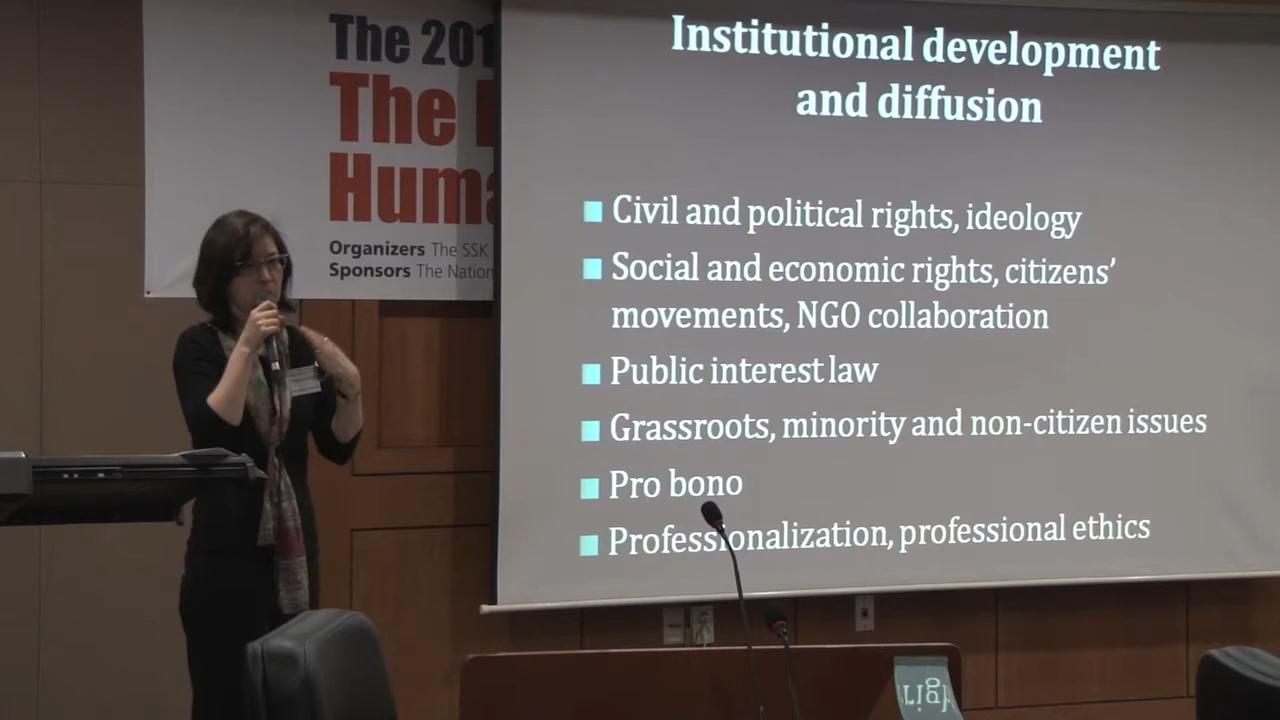 The 201
The
Huma
Organizers The SSK
Sponsors The Nation
Institutional development
and diffusion
Civil and political rights, ideology
Social and economic rights, citizens'
movements, NGO collaboration
Public interest law
Grassroots, minority and non-citizen issues
Pro bono
Professionalization, professional ethics